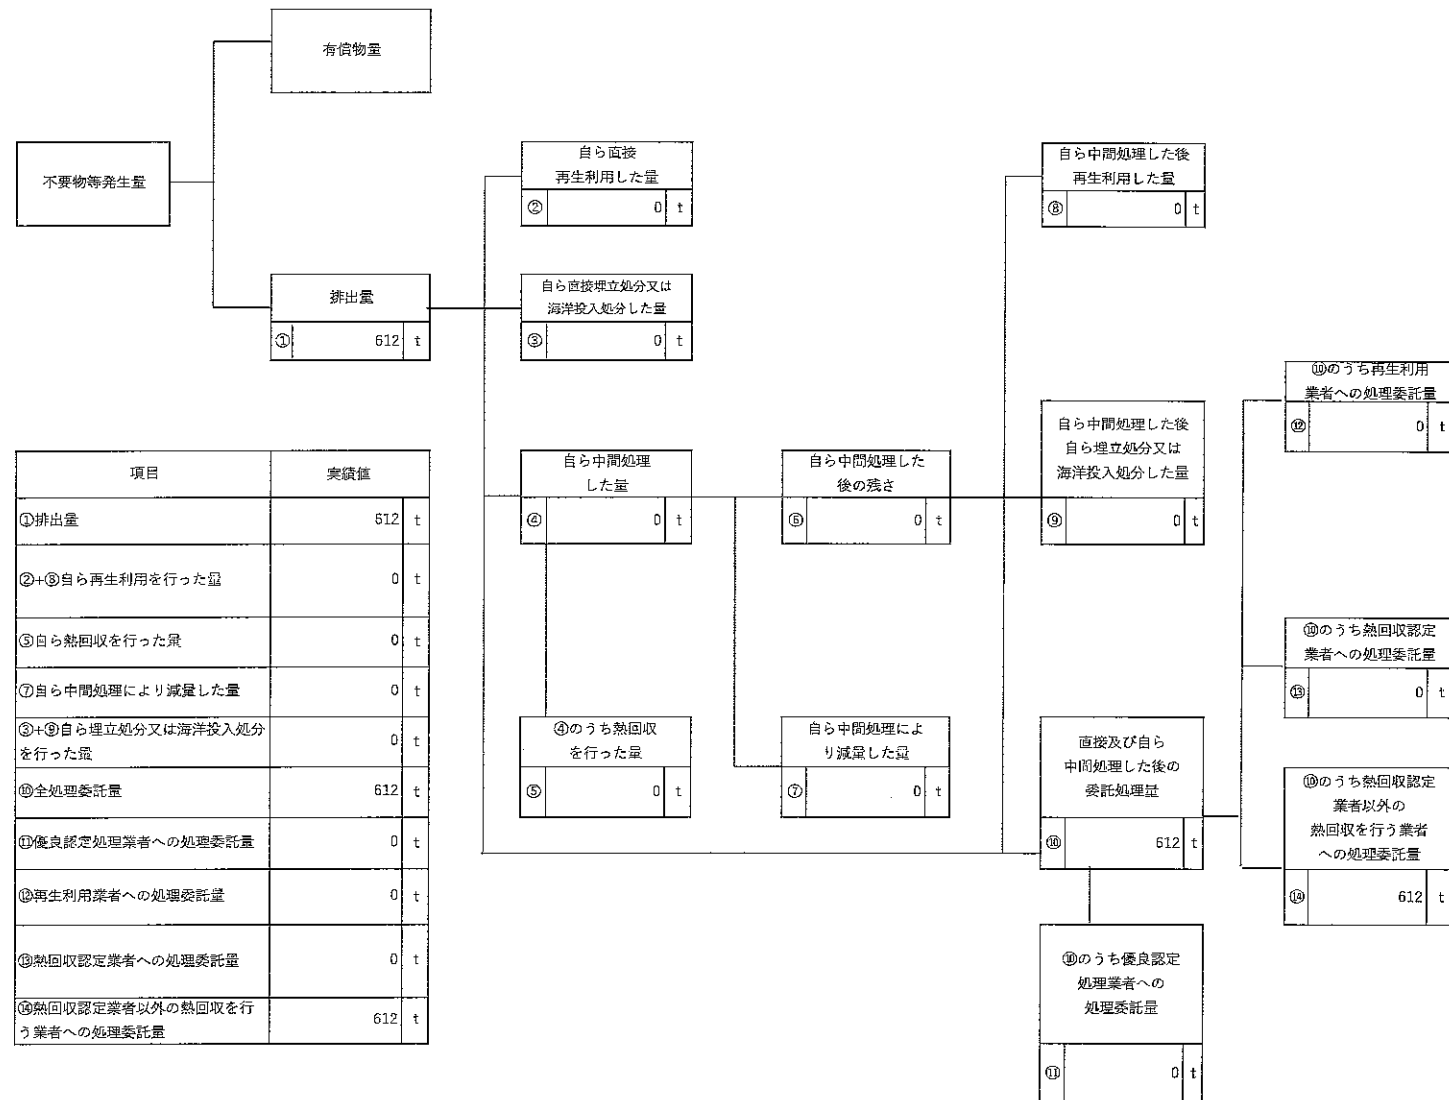 有償物量
不要物等発生量
排出量
① 612 t
自ら直接
再生利用した量
② 0 t
自ら直接埋立処分又は
海洋投入処分した量
③ 0 t
自ら中間処理
した量
④ 0 t
④のうち熱回収
を行った量
⑤ 0 t
自ら中間処理した
後の残さ
⑥ 0 t
自ら中間処理によ
り減量した量
⑦ 0 t
自ら中間処理した後
再生利用した量
⑧ 0 t
自ら中間処理した後
自ら埋立処分又は
海洋投入処分した量
⑨ 0 t
直接及び自ら
中間処理した後の
委託処理量
⑩ 612 t
⑩のうち優良認定
処理業者への
処理委託量
⑪ 0 t
⑩のうち再生利用
業者への処理委託量
⑫ 0 t
⑩のうち熱回収認定
業者への処理委託量
⑬ 0 t
⑩のうち熱回収認定
業者以外の
熱回収を行う業者
への処理委託量
⑭ 612 t
項目 実績値
①排出量 612 t
②+⑧自ら再生利用を行った量 0 t
⑤自ら熱回収を行った量 0 t
⑦自ら中間処理により減量した量 0 t
③+⑨自ら埋立処分又は海洋投入処分
を行った量 0 t
⑩全処理委託量 612 t
⑪優良認定処理業者への処理委託量 0 t
⑫再生利用業者への処理委託量 0 t
⑬熱回収認定業者への処理委託量 0 t
⑭熱回収認定業者以外の熱回収を行
う業者への処理委託量 612 t